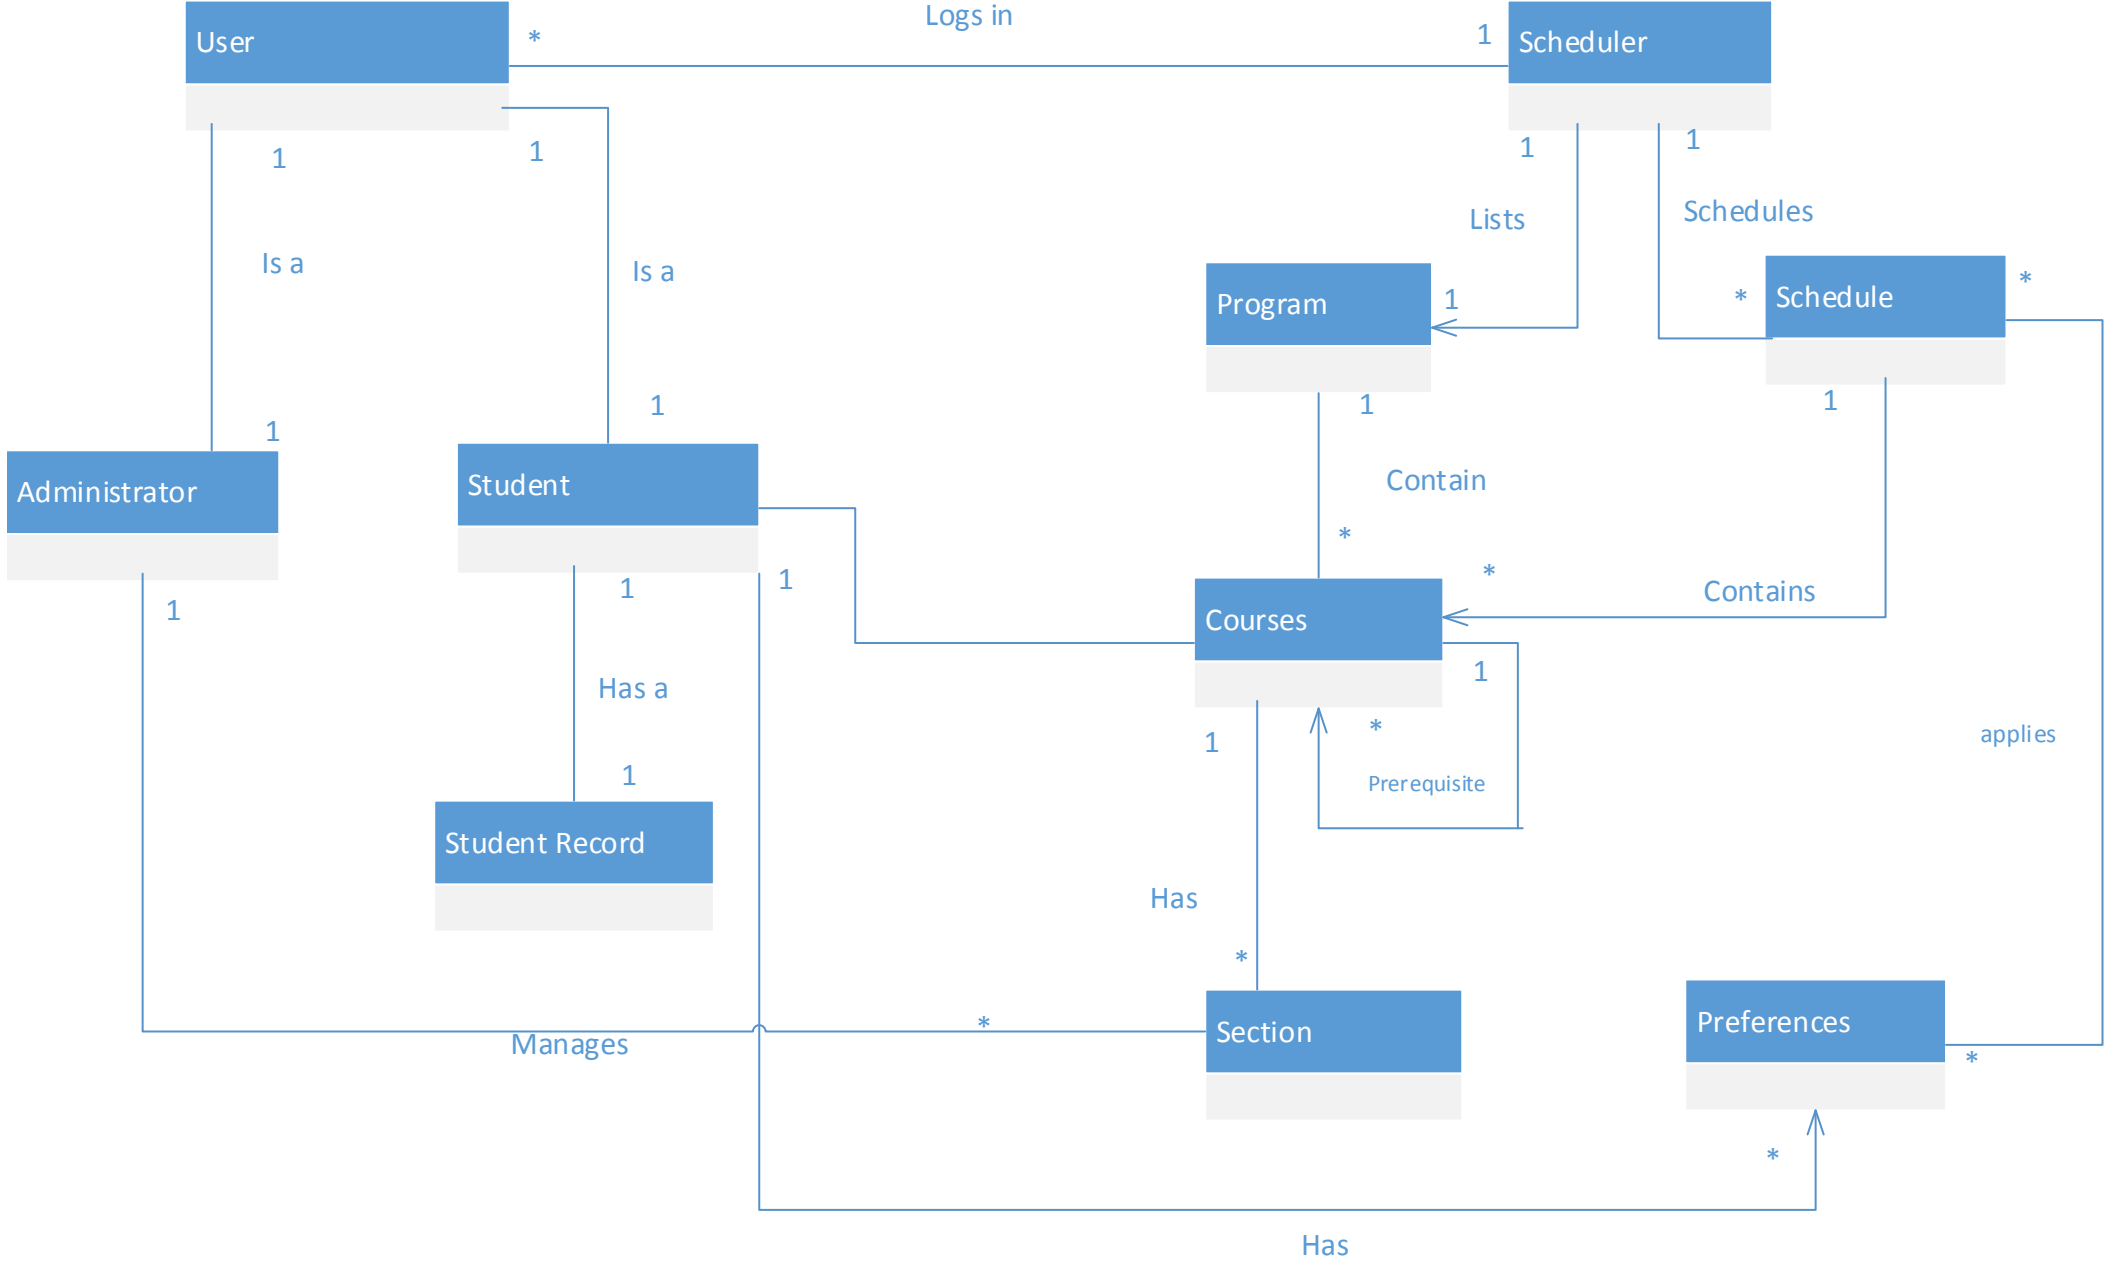 Logs in
User
*
1
Scheduler
1
1
1
1
Is a
Is a
Lists
Schedules
Program
1
*
Schedule
*
1
1
1
1
Administrator
Student
Contain
*
*
1
1
1
Courses
Contains
1
Has a
*
1
applies
1
Prerequisite
Student Record
Has
*
Section
Preferences
*
Manages
*
*
Has